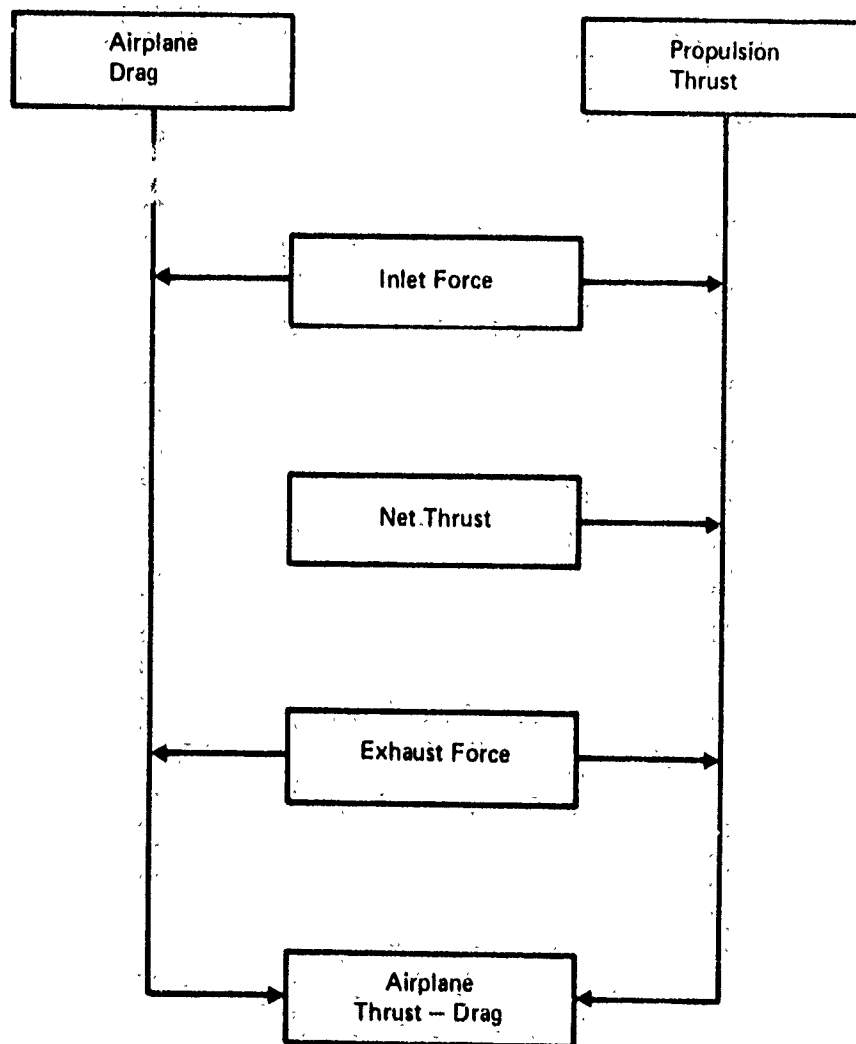 Airplane
Drag
Propulsion
Thrust
Inlet Force
Net Thrust
Exhaust Force
Airplane
Thrust – Drag